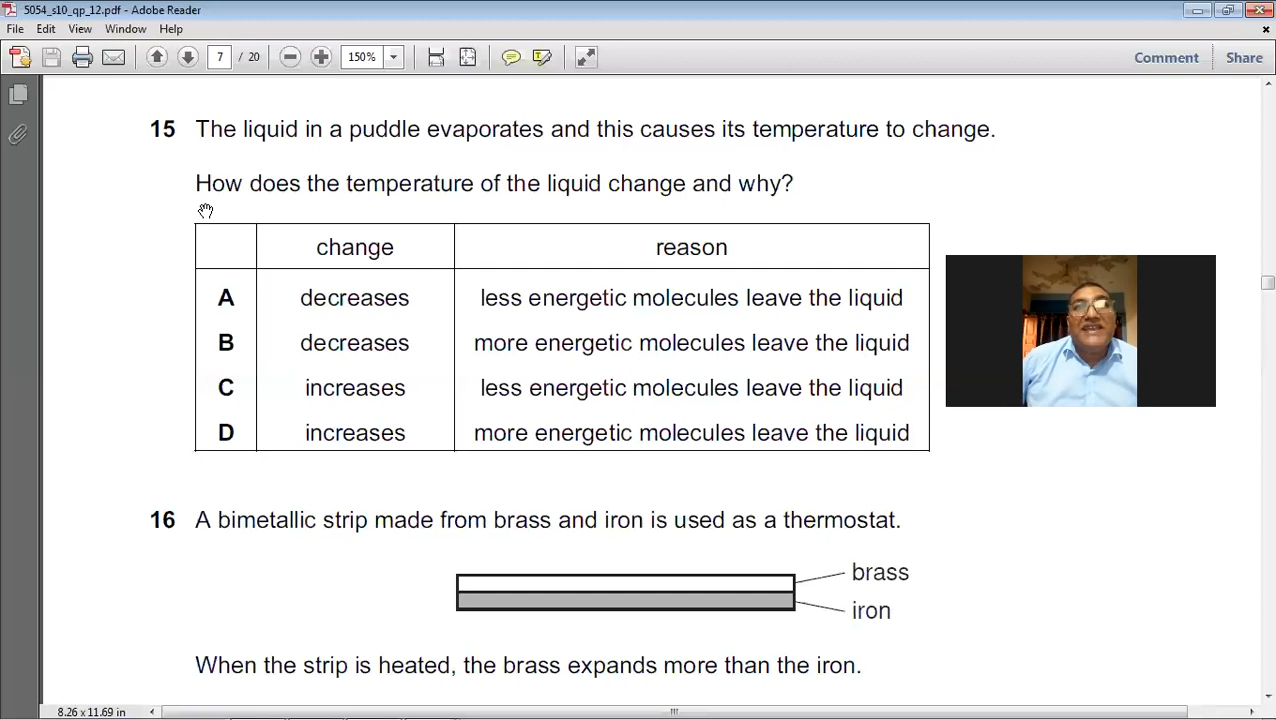 5054_s10_qp_12.pdf - Adobe Reader
File Edit View Window Help
7 / 20 150% Comment Share
15 The liquid in a puddle evaporates and this causes its temperature to change.
How does the temperature of the liquid change and why?
change reason
A decreases less energetic molecules leave the liquid
B decreases more energetic molecules leave the liquid
C increases less energetic molecules leave the liquid
D increases more energetic molecules leave the liquid
16 A bimetallic strip made from brass and iron is used as a thermostat.
brass
iron
When the strip is heated, the brass expands more than the iron.
8.26 x 11.69 in